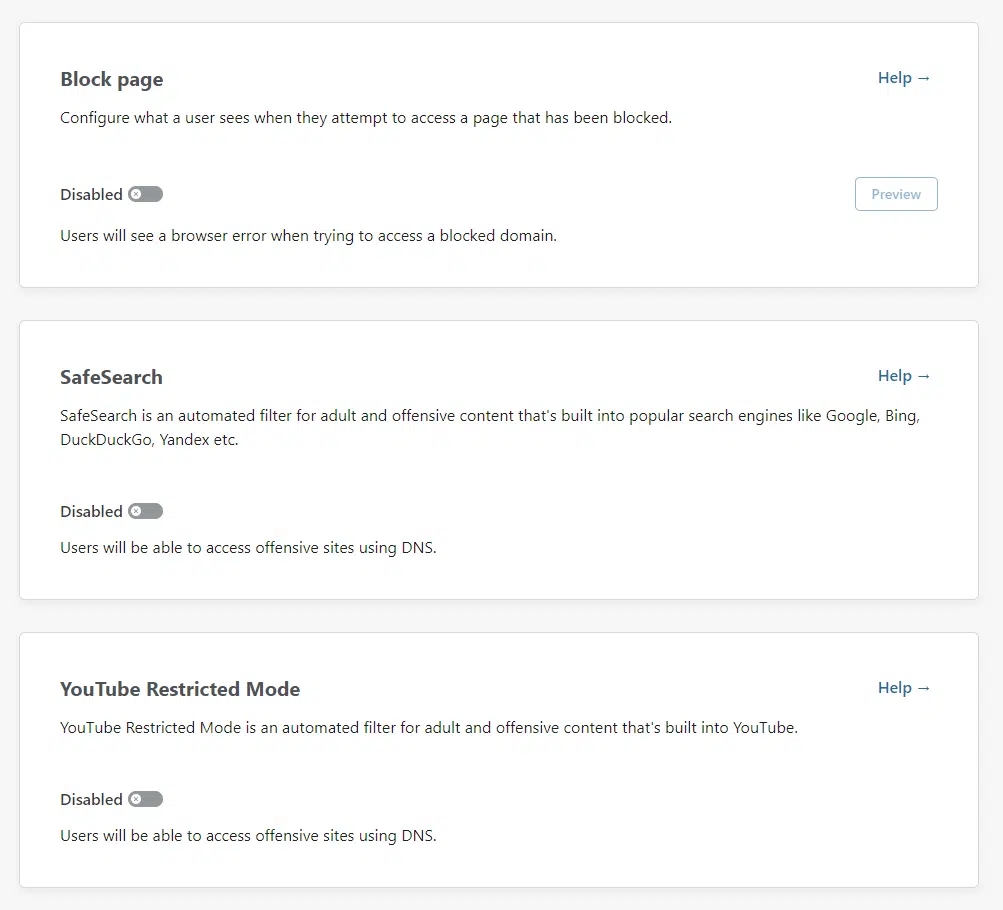 Block page
Help →
Configure what a user sees when they attempt to access a page that has been blocked.
Disabled
Preview
Users will see a browser error when trying to access a blocked domain.
SafeSearch
Help →
SafeSearch is an automated filter for adult and offensive content that's built into popular search engines like Google, Bing,
DuckDuckGo, Yandex etc.
Disabled
Users will be able to access offensive sites using DNS.
YouTube Restricted Mode
Help →
YouTube Restricted Mode is an automated filter for adult and offensive content that's built into YouTube.
Disabled
Users will be able to access offensive sites using DNS.